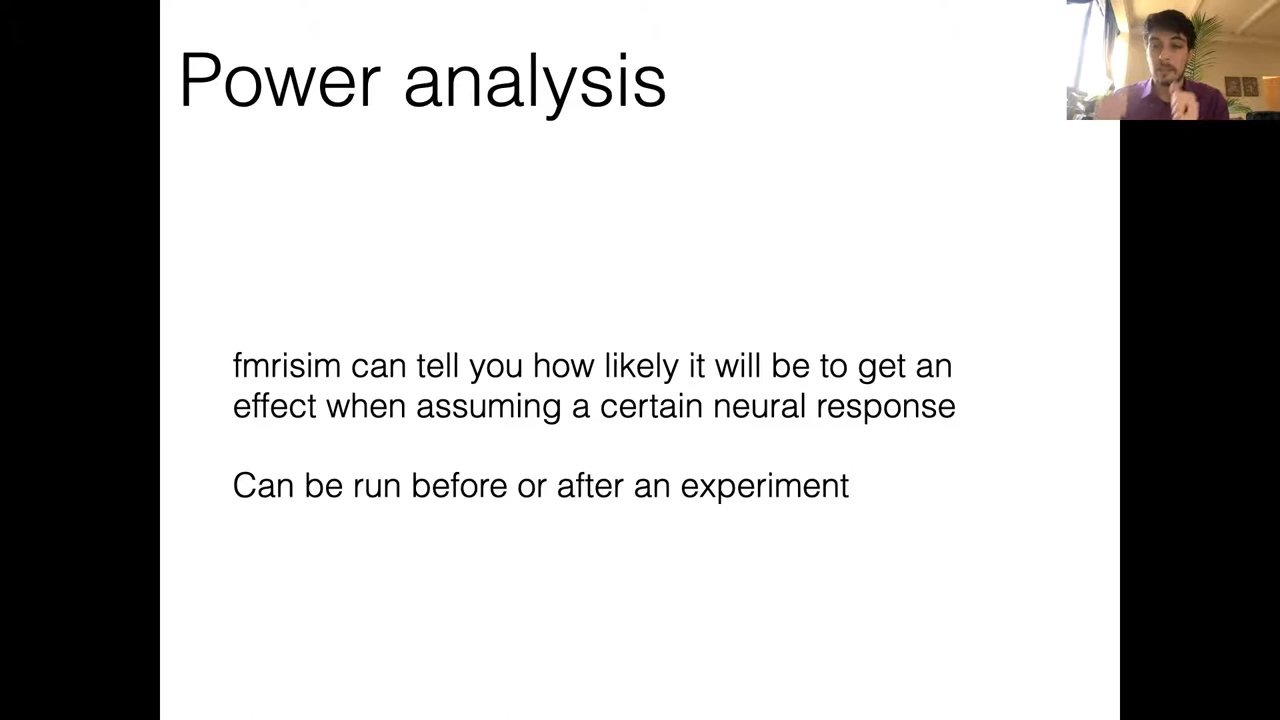 Power analysis
fmrisim can tell you how likely it will be to get an
effect when assuming a certain neural response
Can be run before or after an experiment